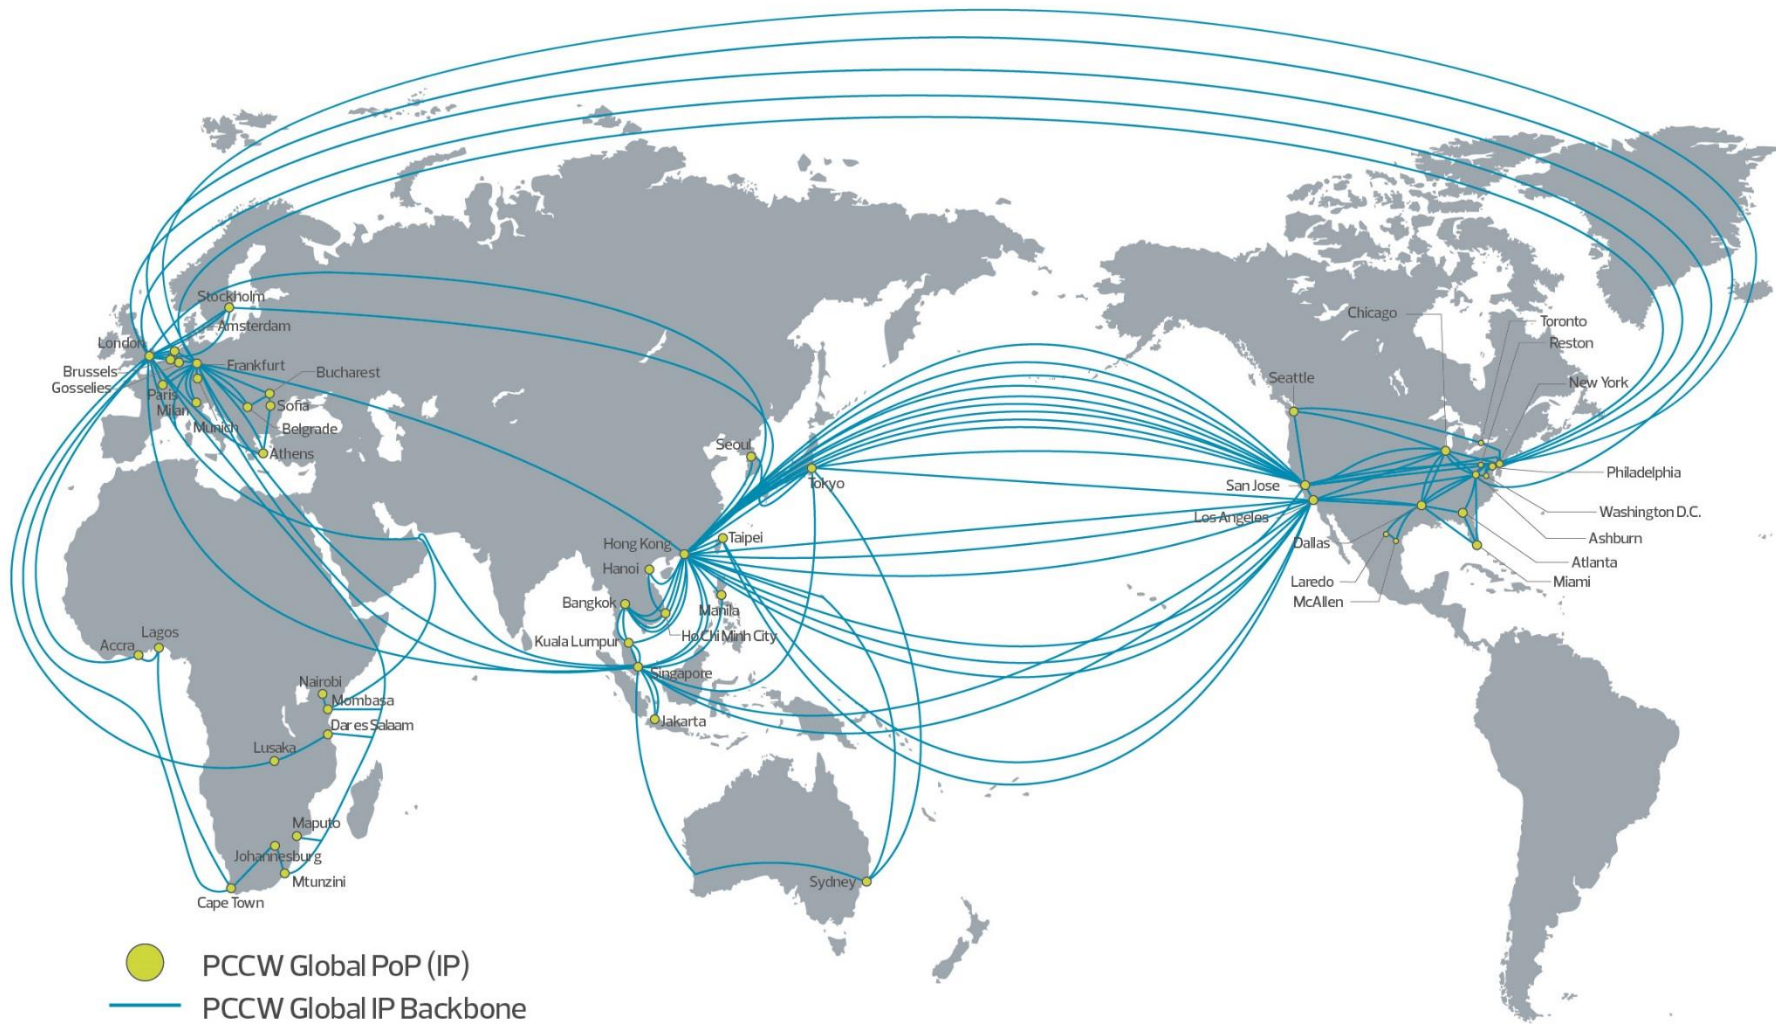 Stockholm
Amsterdam
London
Brussels
Gosselies
Frankfurt
Bucharest
Paris
Milan
Sofia
Munich
Belgrade
Athens
Seoul
Tokyo
Chicago
Toronto
Reston
Seattle
New York
San Jose
Philadelphia
Los Angeles
Washington D.C.
Dallas
Ashburn
Atlanta
Laredo
Miami
McAllen
Hong Kong
Taipei
Hanoi
Bangkok
Manila
Kuala Lumpur
Ho Chi Minh City
Singapore
Jakarta
Accra
Lagos
Nairobi
Mombasa
Dar es Salaam
Lusaka
Maputo
Johannesburg
Mtunzini
Cape Town
Sydney
PCCW Global PoP (IP)
PCCW Global IP Backbone